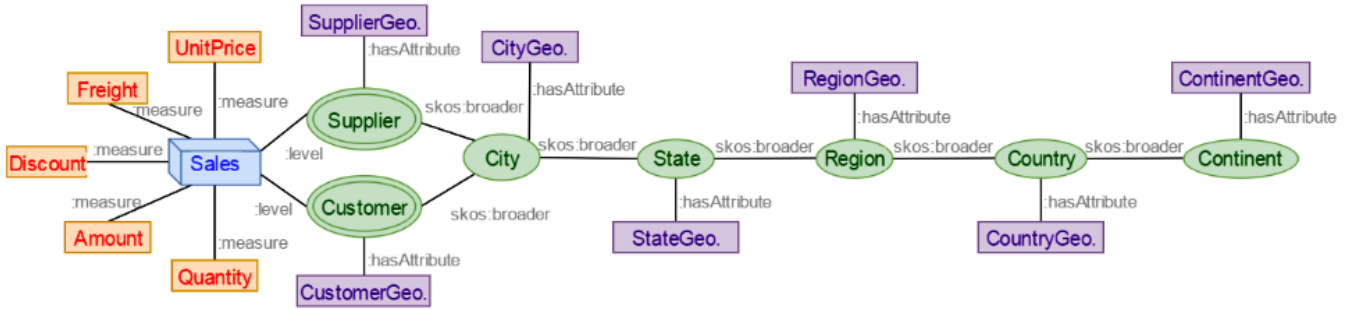 SupplierGeo.
UnitPrice
:hasAttribute
CityGeo.
RegionGeo.
ContinentGeo.
Freight
:measure
:measure
skos:broader
:hasAttribute
:hasAttribute
:hasAttribute
Supplier
:measure
:level
Discount
Sales
City
skos:broader
State
skos:broader
Region
skos:broader
Country
skos:broader
Continent
:measure
:level
Customer
skos:broader
:hasAttribute
:hasAttribute
Amount
:measure
StateGeo.
CountryGeo.
:hasAttribute
Quantity
CustomerGeo.